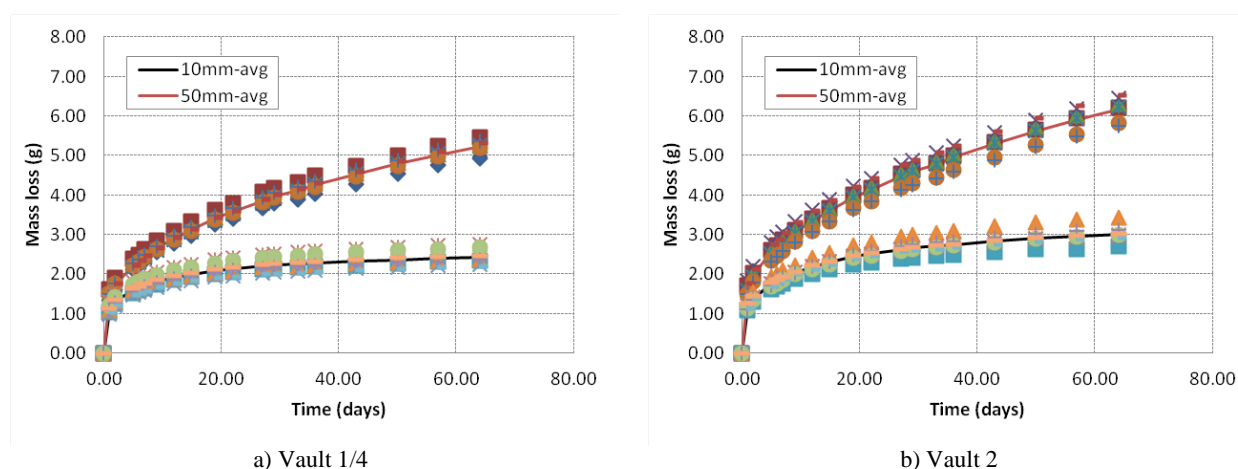 8.00
7.00
6.00
5.00
4.00
3.00
2.00
1.00
0.00
Mass loss (g)
10mm-avg
50mm-avg
0.00 20.00 40.00 60.00 80.00
Time (days)
a) Vault 1/4
8.00
7.00
6.00
5.00
4.00
3.00
2.00
1.00
0.00
Mass loss (g)
10mm-avg
50mm-avg
0.00 20.00 40.00 60.00 80.00
Time (days)
b) Vault 2